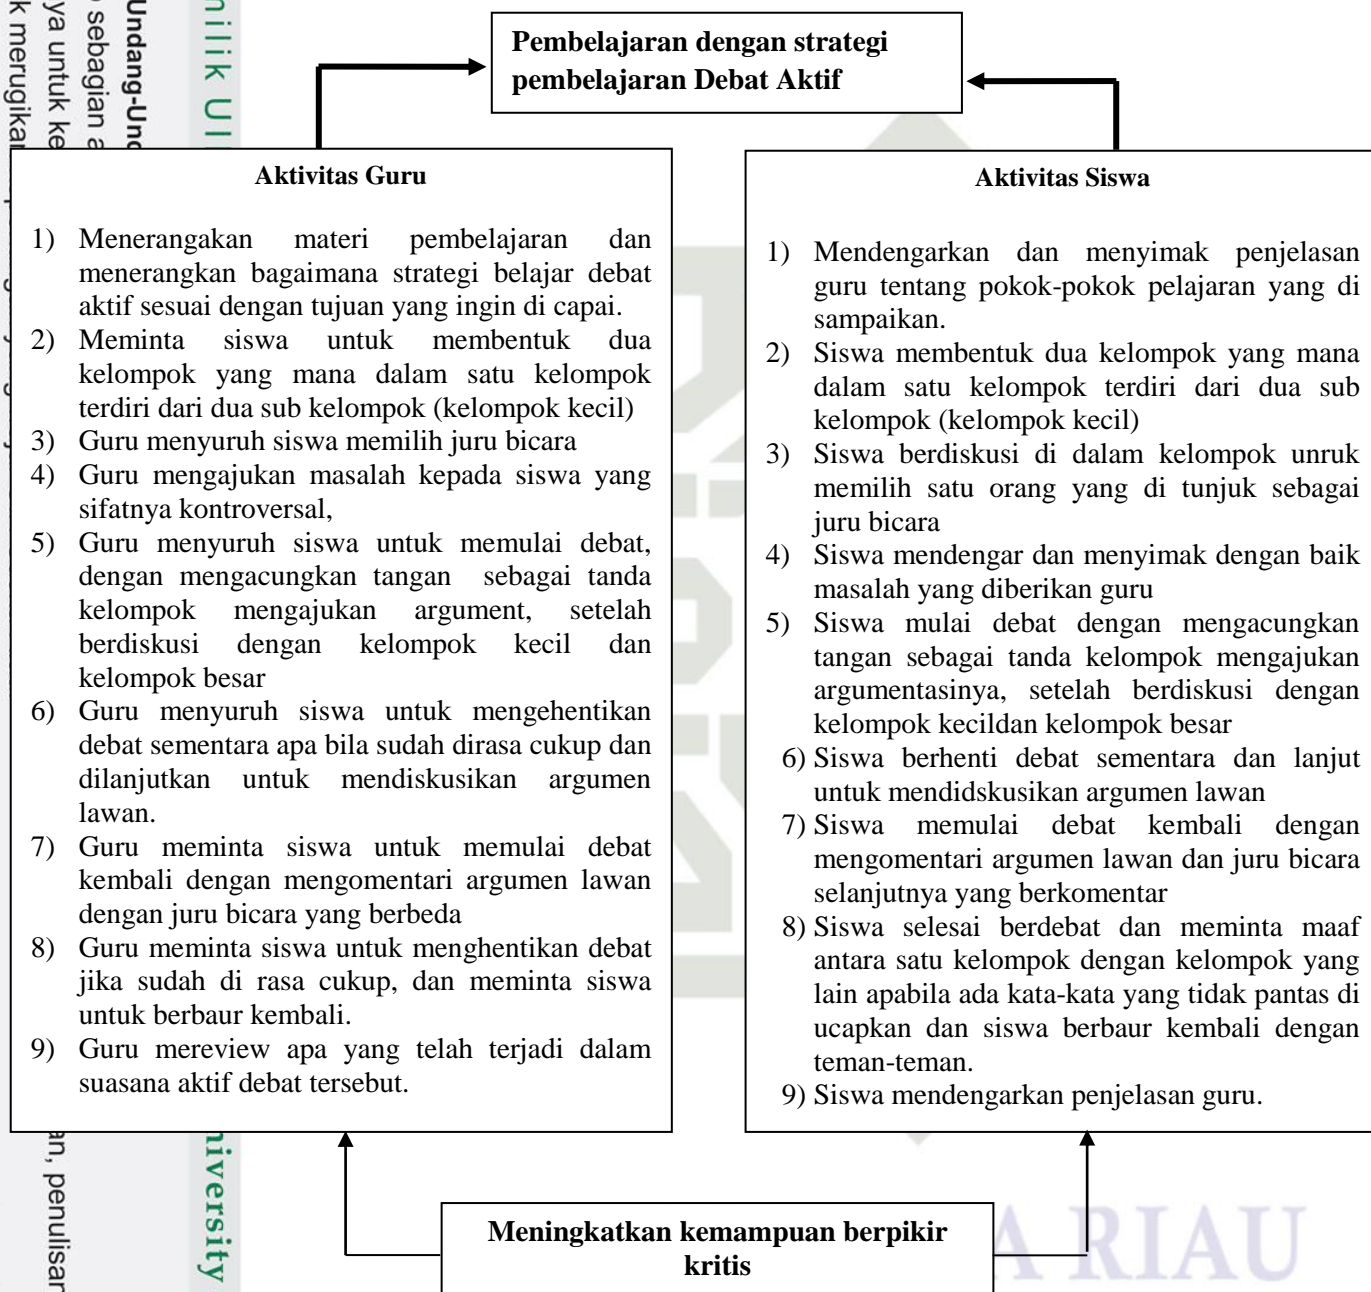 Pembelajaran dengan strategi
pembelajaran Debat Aktif
Aktivitas Guru
1) Menerangakan materi pembelajaran dan
menerangkan bagaimana strategi belajar debat
aktif sesuai dengan tujuan yang ingin di capai.
2) Meminta siswa untuk membentuk dua
kelompok yang mana dalam satu kelompok
terdiri dari dua sub kelompok (kelompok kecil)
3) Guru menyuruh siswa memilih juru bicara
4) Guru mengajukan masalah kepada siswa yang
sifatnya kontroversal,
5) Guru menyuruh siswa untuk memulai debat,
dengan mengacungkan tangan sebagai tanda
kelompok mengajukan argument, setelah
berdiskusi dengan kelompok kecil dan
kelompok besar
6) Guru menyuruh siswa untuk mengehentikan
debat sementara apa bila sudah dirasa cukup dan
dilanjutkan untuk mendiskusikan argumen
lawan.
7) Guru meminta siswa untuk memulai debat
kembali dengan mengomentari argumen lawan
dengan juru bicara yang berbeda
8) Guru meminta siswa untuk menghentikan debat
jika sudah di rasa cukup, dan meminta siswa
untuk berbaur kembali.
9) Guru mereview apa yang telah terjadi dalam
suasana aktif debat tersebut.
Aktivitas Siswa
1) Mendengarkan dan menyimak penjelasan
guru tentang pokok-pokok pelajaran yang di
sampaikan.
2) Siswa membentuk dua kelompok yang mana
dalam satu kelompok terdiri dari dua sub
kelompok (kelompok kecil)
3) Siswa berdiskusi di dalam kelompok unruk
memilih satu orang yang di tunjuk sebagai
juru bicara
4) Siswa mendengar dan menyimak dengan baik
masalah yang diberikan guru
5) Siswa mulai debat dengan mengacungkan
tangan sebagai tanda kelompok mengajukan
argumentasinya, setelah berdiskusi dengan
kelompok kecildan kelompok besar
6) Siswa berhenti debat sementara dan lanjut
untuk mendidskusikan argumen lawan
7) Siswa memulai debat kembali dengan
mengomentari argumen lawan dan juru bicara
selanjutnya yang berkomentar
8) Siswa selesai berdebat dan meminta maaf
antara satu kelompok dengan kelompok yang
lain apabila ada kata-kata yang tidak pantas di
ucapkan dan siswa berbaur kembali dengan
teman-teman.
9) Siswa mendengarkan penjelasan guru.
Meningkatkan kemampuan berpikir
kritis
milik UI
niversity
Undang-Und
sebagian a
ya untuk ke
k merugikan
an, penulisan
A RIAU